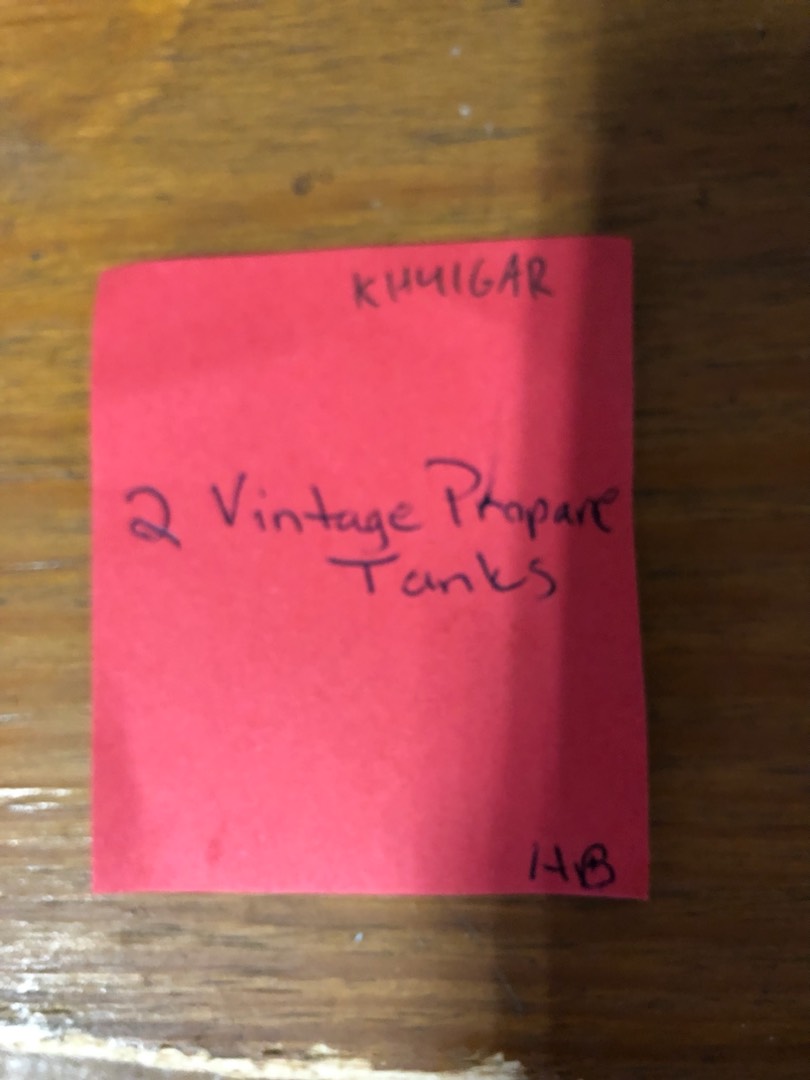 KH41GAR
2 Vintage Propane
Tanks
HB